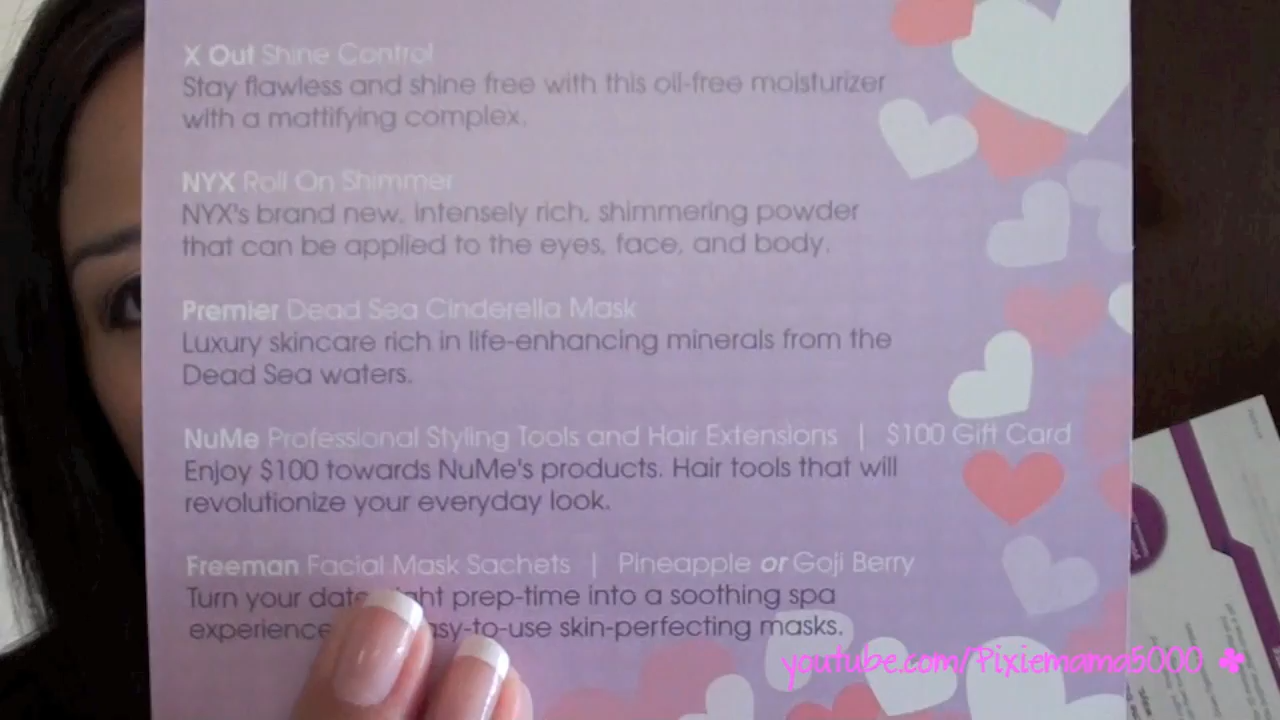 X Out Shine Control
Stay flawless and shine free with this oil-free moisturizer
with a mattifying complex.
NYX Roll On Shimmer
NYX's brand new, intensely rich, shimmering powder
that can be applied to the eyes, face, and body.
Premier Dead Sea Cinderella Mask
Luxury skincare rich in life-enhancing minerals from the
Dead Sea waters.
NuMe Professional Styling Tools and Hair Extensions | $100 Gift Card
Enjoy $100 towards NuMe's products. Hair tools that will
revolutionize your everyday look.
Freeman Facial Mask Sachets | Pineapple or Goji Berry
Turn your date ght prep-time into a soothing spa
experience asy-to-use skin-perfecting masks.
youtube.com/Pixiemama5000